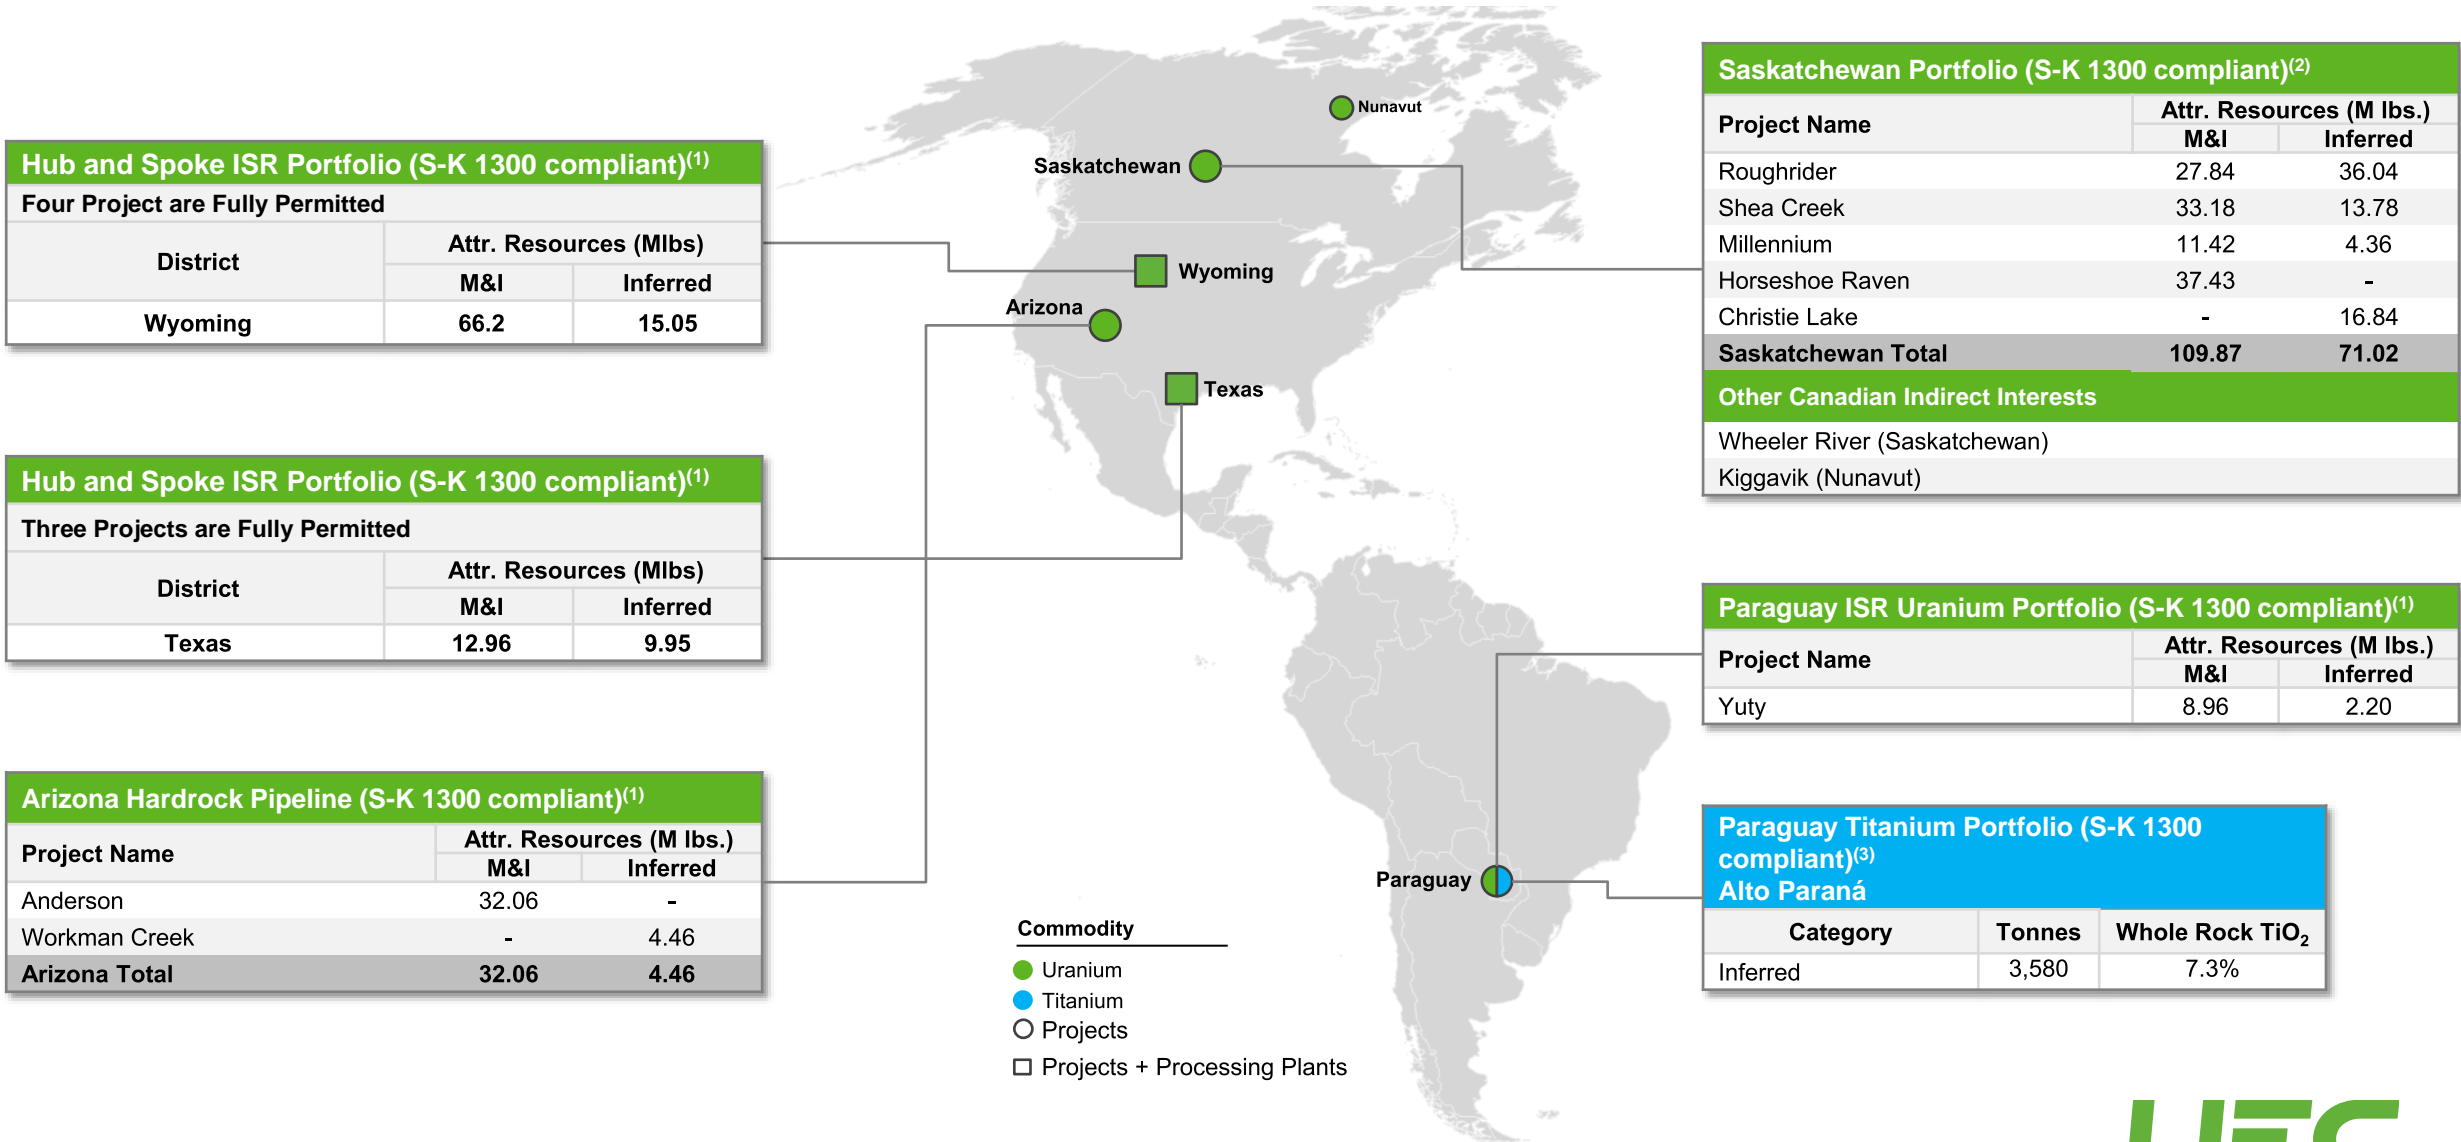 Hub and Spoke ISR Portfolio (S-K 1300 compliant)(1)
Four Project are Fully Permitted
District
Attr. Resources (Mlbs)
M&I Inferred
Wyoming 66.2 15.05
Hub and Spoke ISR Portfolio (S-K 1300 compliant)(1)
Three Projects are Fully Permitted
District
Attr. Resources (Mlbs)
M&I Inferred
Texas 12.96 9.95
Arizona Hardrock Pipeline (S-K 1300 compliant)(1)
Project Name
Attr. Resources (M lbs.)
M&I Inferred
Anderson 32.06 -
Workman Creek - 4.46
Arizona Total 32.06 4.46
Nunavut
Saskatchewan
Wyoming
Arizona
Texas
Paraguay
Commodity
Uranium
Titanium
Projects
Projects + Processing Plants
Saskatchewan Portfolio (S-K 1300 compliant)(2)
Project Name
Attr. Resources (M lbs.)
M&I Inferred
Roughrider 27.84 36.04
Shea Creek 33.18 13.78
Millennium 11.42 4.36
Horseshoe Raven 37.43 -
Christie Lake - 16.84
Saskatchewan Total 109.87 71.02
Other Canadian Indirect Interests
Wheeler River (Saskatchewan)
Kiggavik (Nunavut)
Paraguay ISR Uranium Portfolio (S-K 1300 compliant)(1)
Project Name
Attr. Resources (M lbs.)
M&I Inferred
Yuty 8.96 2.20
Paraguay Titanium Portfolio (S-K 1300
compliant)(3)
Alto Paraná
Category Tonnes Whole Rock TiO2
Inferred 3,580 7.3%